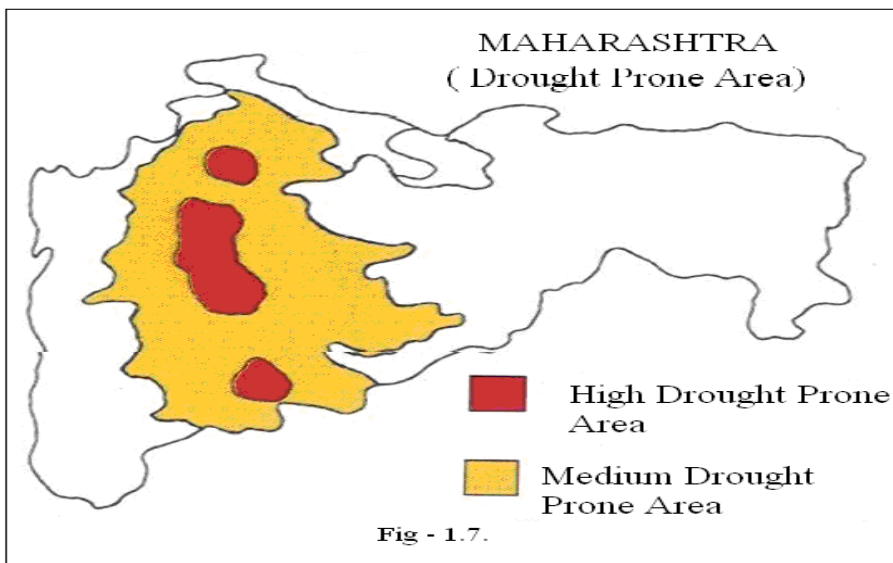 MAHARASHTRA
( Drought Prone Area)
High Drought Prone
Area
Medium Drought
Prone Area
Fig - 1.7.